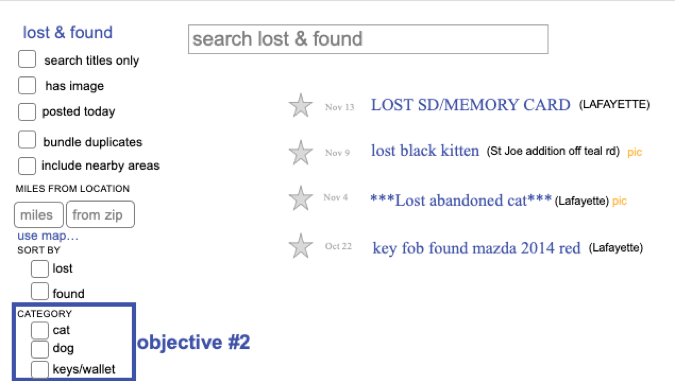 lost & found
search titles only
has image
posted today
bundle duplicates
include nearby areas
MILES FROM LOCATION
miles from zip
use map...
SORT BY
lost
found
CATEGORY
cat
dog
keys/wallet
objective #2
search lost & found
Nov 13 LOST SD/MEMORY CARD (LAFAYETTE)
Nov 9 lost black kitten (St Joe addition off teal rd) pic
Nov 4 ***Lost abandoned cat*** (Lafayette) pic
Oct 22 key fob found mazda 2014 red (Lafayette)